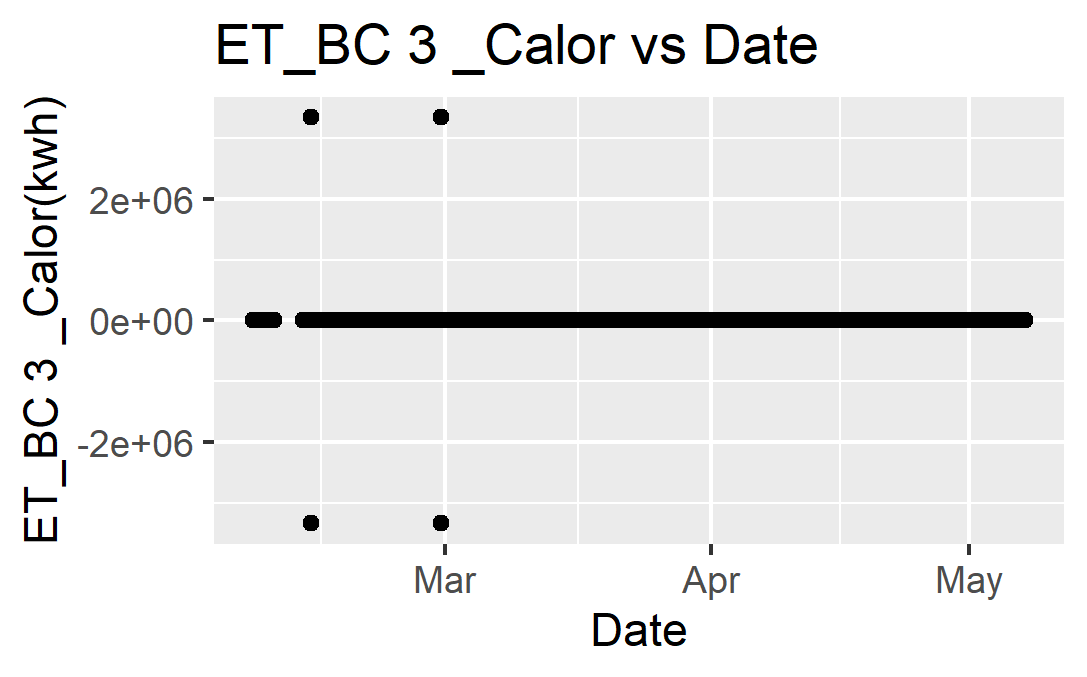 ET_BC 3 _Calor vs Date
ET_BC 3 _Calor(kwh)
2e+06
0e+00
-2e+06
Mar Apr May
Date